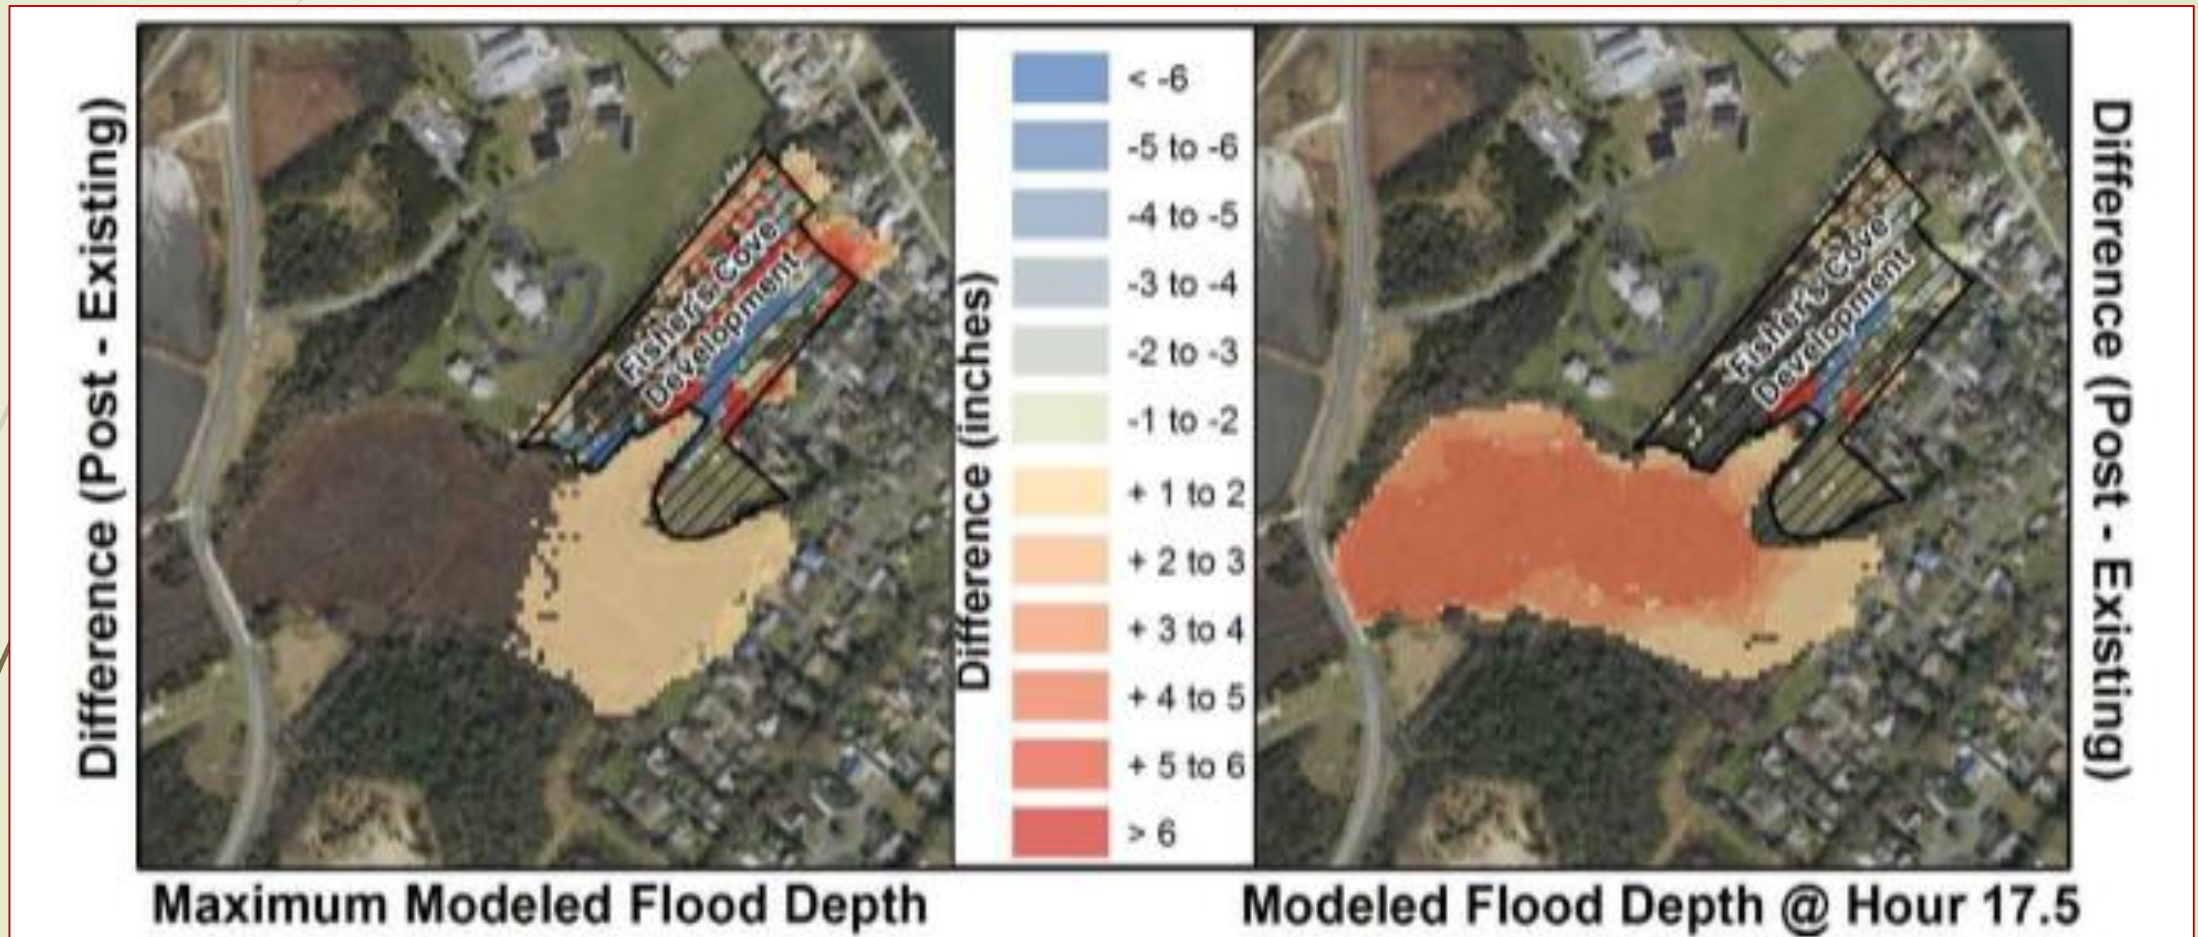 Difference (Post - Existing)
Fisher's Cove
Development
Maximum Modeled Flood Depth
Difference (inches)
< -6
-5 to -6
-4 to -5
-3 to -4
-2 to -3
-1 to -2
+ 1 to 2
+ 2 to 3
+ 3 to 4
+ 4 to 5
+ 5 to 6
> 6
Fisher's Cove
Development
Difference (Post - Existing)
Modeled Flood Depth @ Hour 17.5